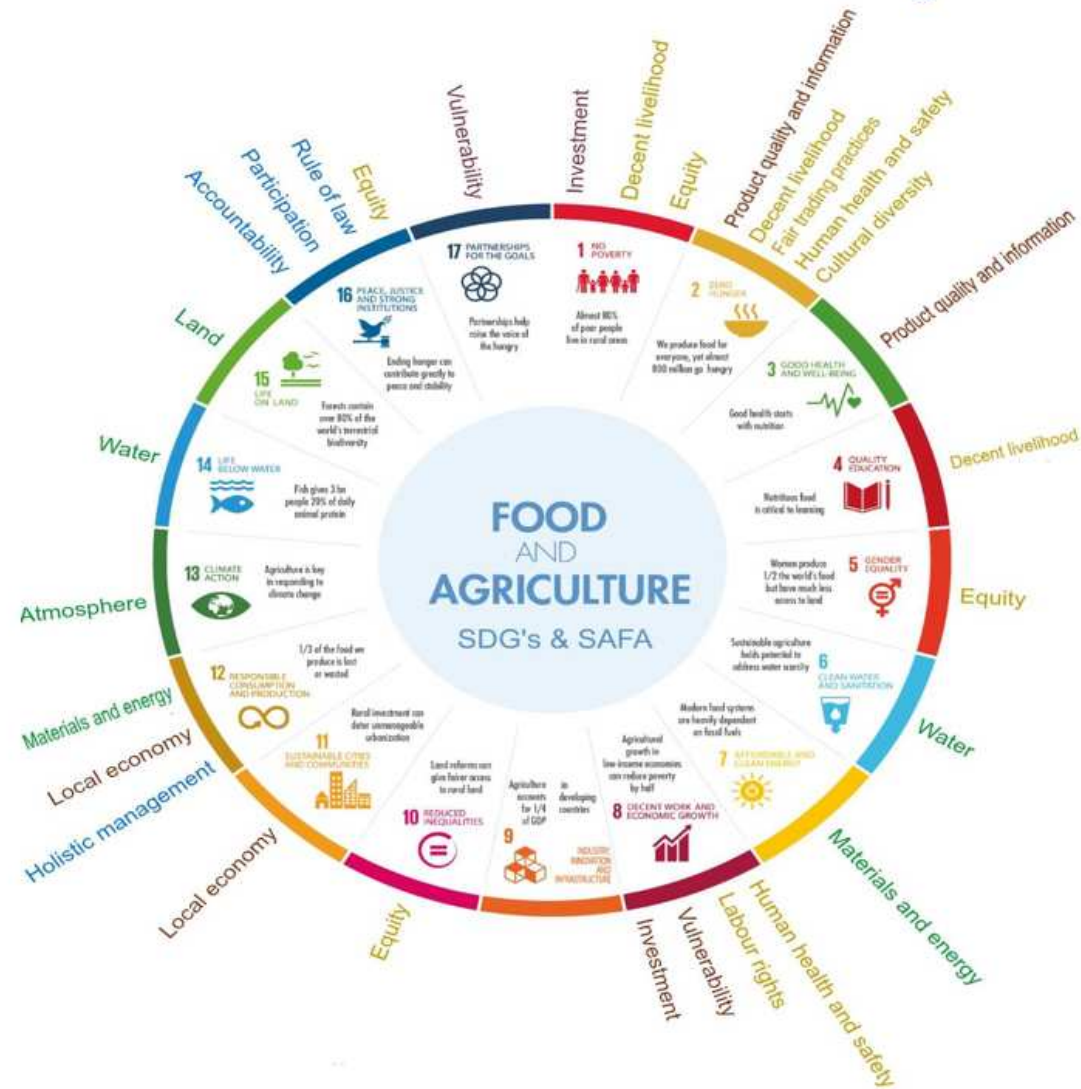 FOOD
AND
AGRICULTURE
SDG's & SAFA
1 NO
POVERTY
Almost 80%
of poor people
live in rural areas
Investment
Decent livelihood
Equity
2 ZERO
HUNGER
We produce food for
everyone, yet almost
800 million go hungry
Product quality and information
Decent livelihood
Fair trading practices
Human health and safety
Cultural diversity
3 GOOD HEALTH
AND WELL-BEING
Good health starts
with nutrition
Product quality and information
4 QUALITY
EDUCATION
Nutritious food
is critical to learning
Decent livelihood
5 GENDER
EQUALITY
Women produce
1/2 the world's food
but have much less
access to land
Equity
Sustainable agriculture
holds potential to
address water scarcity
6
CLEAN WATER
AND SANITATION
Water
Modern food systems
are heavily dependent
on fossil fuels
7 AFFORDABLE AND
CLEAN ENERGY
Materials and energy
Agricultural
growth in
low-income economies
can reduce poverty
by half
8 DECENT WORK AND
ECONOMIC GROWTH
Human health and safety
Labour rights
Vulnerability
Investment
Agriculture in
accounts developing
for 1/4 countries
of GDP
9
INDUSTRY,
INNOVATION
AND
INFRASTRUCTURE
Land reforms can
give fairer access
to rural land
10 REDUCED
INEQUALITIES
Equity
Rural investment can
deter unmanageable
urbanization
11
SUSTAINABLE CITIES
AND COMMUNITIES
Local economy
1/3 of the food we
produce is lost
or wasted
12 RESPONSIBLE
CONSUMPTION
AND PRODUCTION
Holistic management
Local economy
Materials and energy
13 CLIMATE
ACTION
Agriculture is key
in responding to
climate change
Atmosphere
14 LIFE
BELOW WATER
Fish gives 3 bn
people 20% of daily
animal protein
Water
15
LIFE
ON LAND
Forests contain
over 80% of the
world's terrestrial
biodiversity
Land
16 PEACE, JUSTICE
AND STRONG
INSTITUTIONS
Ending hunger can
contribute greatly to
peace and stability
Accountability
Participation
Rule of law
Equity
17 PARTNERSHIPS
FOR THE GOALS
Partnerships help
raise the voice of
the hungry
Vulnerability